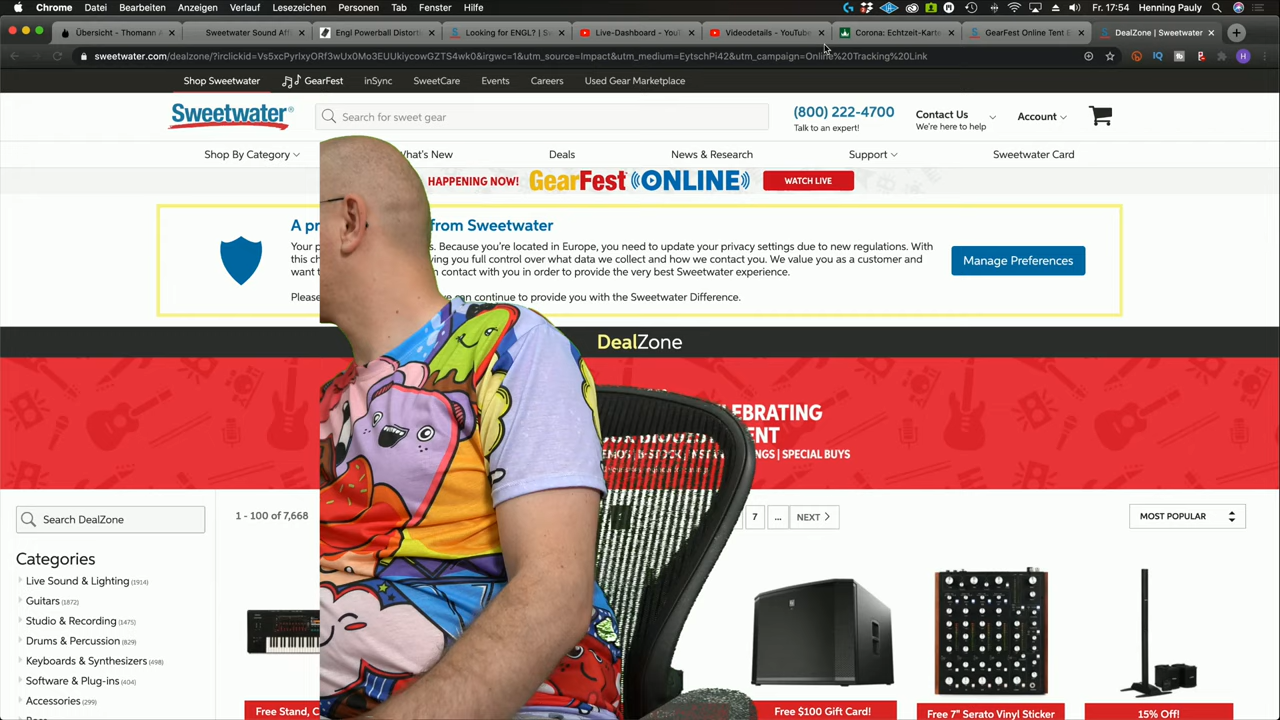 Chrome Datei Bearbeiten Anzeigen Verlauf Lesezeichen Personen Tab Fenster Hilfe Fr. 17:54 Henning Pauly
Übersicht - Thomann A
Sweetwater Sound Affi
Engl Powerball Distorti
Looking for ENGL? | Sw
Live-Dashboard - YouT
Videodetails - YouTube
Corona: Echtzeit-Karte
GearFest Online Tent E
DealZone | Sweetwater
sweetwater.com/dealzone/?irclickid=Vs5xcPyrlxyORf3wUx0Mo3EUUkiycowGZTS4wk0&irgwc=1&utm_source=Impact&utm_medium=EytschPi42&utm_campaign=Online%20Tracking%20Link
Shop Sweetwater GearFest inSync SweetCare Events Careers Used Gear Marketplace
Sweetwater
Search for sweet gear
(800) 222-4700
Talk to an expert!
Contact Us
We're here to help
Account
Shop By Category What's New Deals News & Research Support Sweetwater Card
HAPPENING NOW! GearFest ONLINE WATCH LIVE
A pr from Sweetwater
Your p s. Because you're located in Europe, you need to update your privacy settings due to new regulations. With
this ch ving you full control over what data we collect and how we contact you. We value you as a customer and
want t contact with you in order to provide the very best Sweetwater experience.
Please can continue to provide you with the Sweetwater Difference.
Manage Preferences
DealZone
LEBRATING
ENT
DEMOS | B-STOCK | INSTAN NGS | SPECIAL BUYS
Search DealZone
1 - 100 of 7,668
7 ... NEXT
MOST POPULAR
Categories
Live Sound & Lighting (1914)
Guitars (1872)
Studio & Recording (1475)
Drums & Percussion (829)
Keyboards & Synthesizers (498)
Software & Plug-ins (404)
Accessories (299)
Free Stand, C
Free $100 Gift Card!
Free 7" Serato Vinyl Sticker
15% Off!